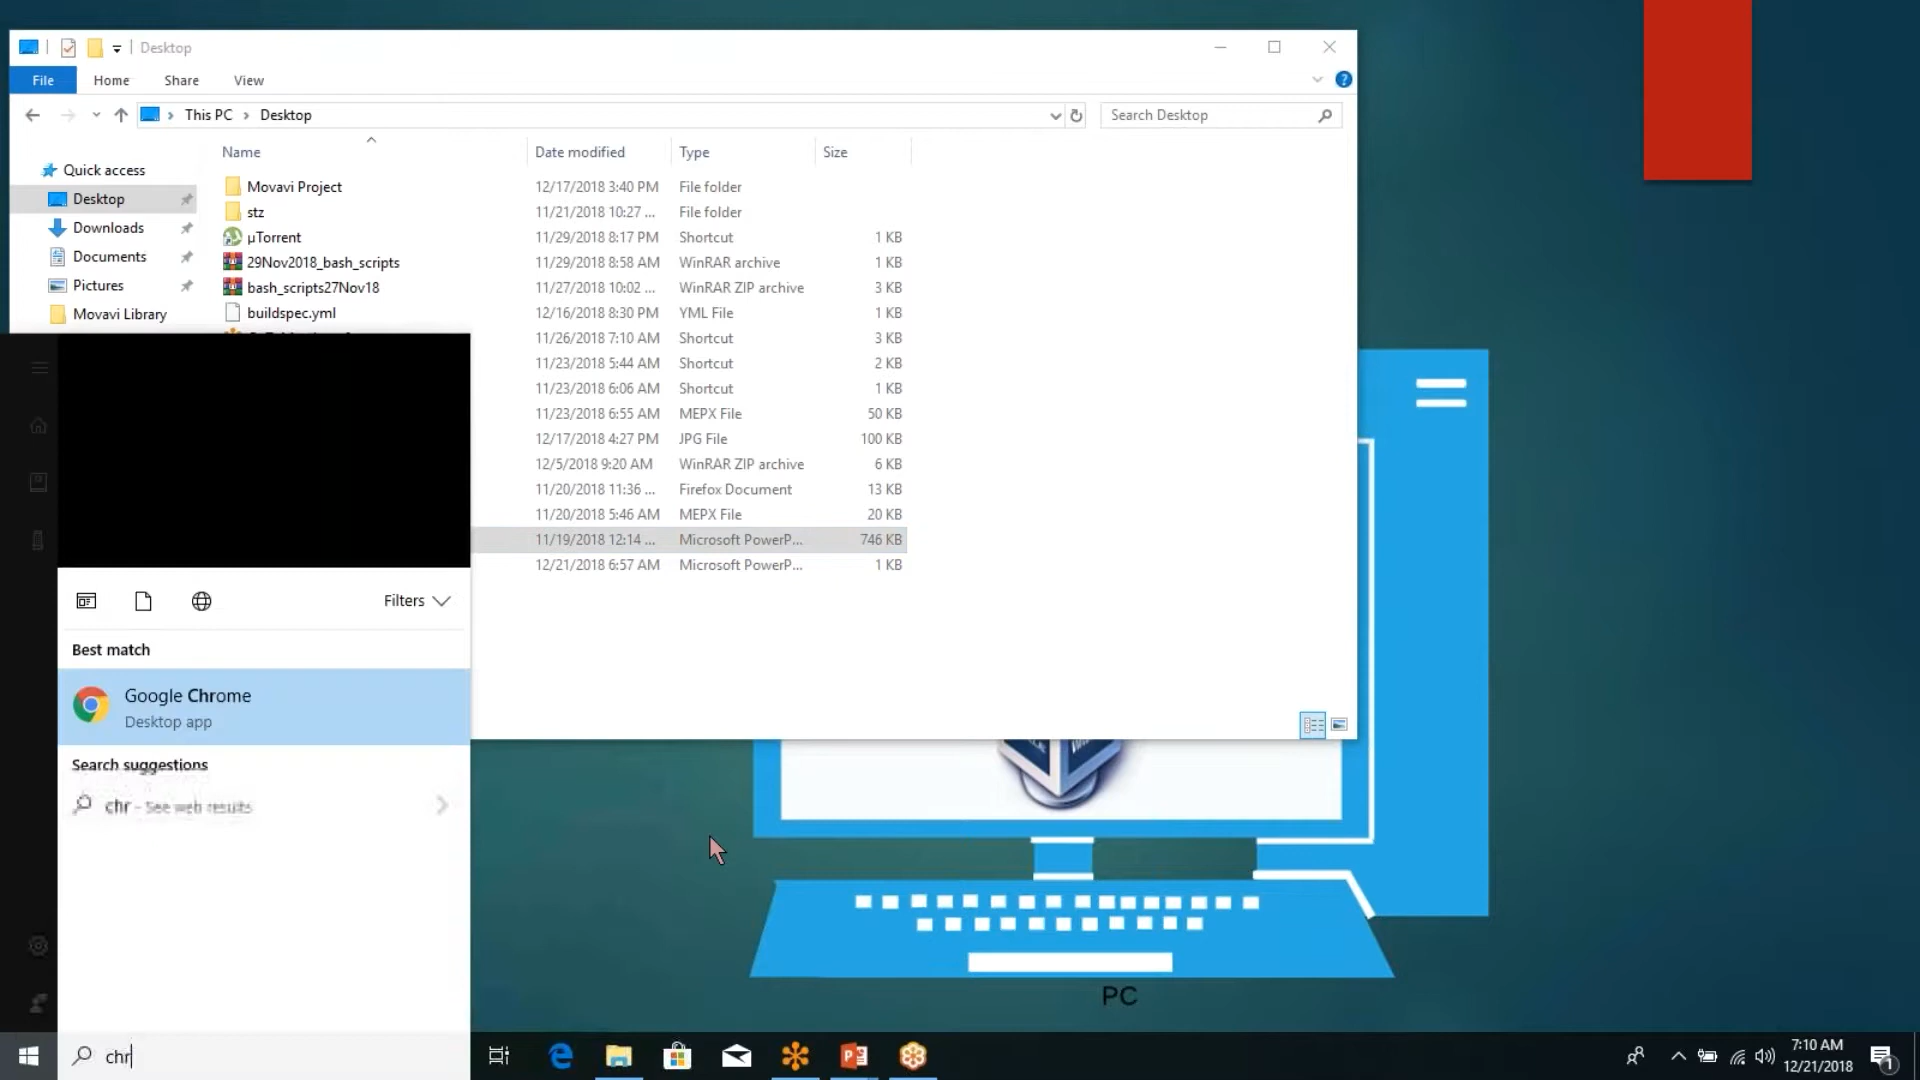 Desktop
File Home Share View
This PC Desktop
Search Desktop
Name Date modified Type Size
Quick access
Desktop
Downloads
Documents
Pictures
Movavi Library
Movavi Project 12/17/2018 3:40 PM File folder
stz 11/21/2018 10:27 ... File folder
µTorrent 11/29/2018 8:17 PM Shortcut 1 KB
29Nov2018_bash_scripts 11/29/2018 8:58 AM WinRAR archive 1 KB
bash_scripts27Nov18 11/27/2018 10:02 ... WinRAR ZIP archive 3 KB
buildspec.yml 12/16/2018 8:30 PM YML File 1 KB
11/26/2018 7:10 AM Shortcut 3 KB
11/23/2018 5:44 AM Shortcut 2 KB
11/23/2018 6:06 AM Shortcut 1 KB
11/23/2018 6:55 AM MEPX File 50 KB
12/17/2018 4:27 PM JPG File 100 KB
12/5/2018 9:20 AM WinRAR ZIP archive 6 KB
11/20/2018 11:36 ... Firefox Document 13 KB
11/20/2018 5:46 AM MEPX File 20 KB
11/19/2018 12:14 ... Microsoft PowerP... 746 KB
12/21/2018 6:57 AM Microsoft PowerP... 1 KB
Filters
Best match
Google Chrome
Desktop app
Search suggestions
chr - See web results
PC
chr
7:10 AM
12/21/2018
1